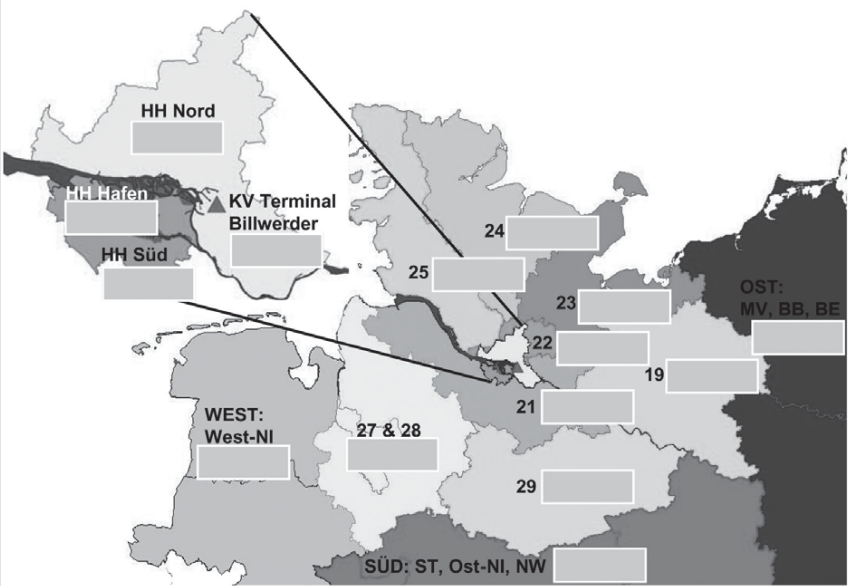 HH Nord
HH Hafen
KV Terminal
Billwerder
HH Süd
24
25
23
OST:
MV, BB, BE
22
19
21
WEST:
West-NI
27 & 28
29
SÜD: ST, Ost-NI, NW